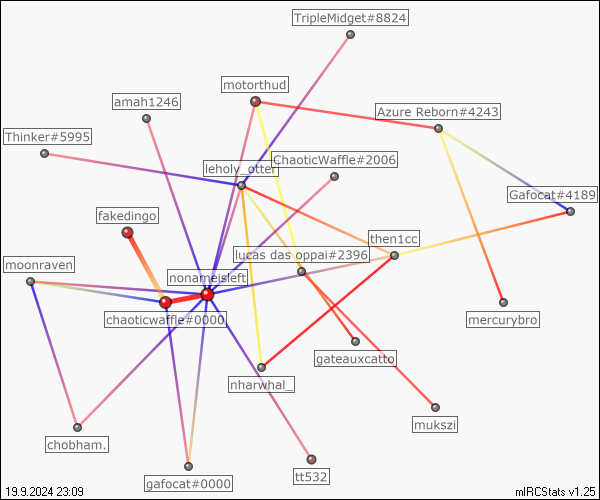 TripleMidget#8824
motorthud
amah1246
Azure Reborn#4243
Thinker#5995
ChaoticWaffle#2006
leholy_otter
Gafocat#4189
fakedingo
then1cc
lucas das oppai#2396
moonraven
nonameisleft
chaoticwaffle#0000
mercurybro
gateauxcatto
nharwhal_
mukszi
chobham.
tt532
gafocat#0000
19.9.2024 23:09
mIRCStats v1.25